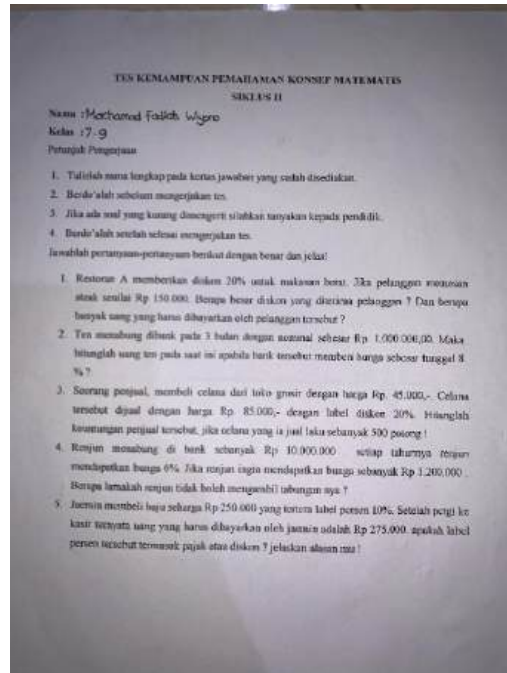 TES KEMAMPUAN PEMAHAMAN KONSEP MATEMATIS
SIKLUS II
Nama : Mochamad Wigoro
Kelas : 7-9
Petunjuk Pengerjaan
1. Tulislah nama lengkap pada kertas jawaban yang sudah disediakan.
2. Berdo'alah sebelum mengerjakan tes.
3. Jika ada soal yang kurang dimengerti silahkan tanyakan kepada pendidik.
4. Berdo'alah setelah selesai mengerjakan tes.
Jawablah pertanyaan-pertanyaan berikut dengan benar dan jelas!
1. Restoran A memberikan diskon 20% untuk makanan berat. Jika pelanggan memesan
steak senilai Rp 150.000. Berapa besar diskon yang diterima pelanggan ? Dan berapa
banyak uang yang harus dibayarkan oleh pelanggan tersebut ?
2. Ten menabung dibank pada 3 bulan dengan nominal sebesar Rp. 1.000.000,00. Maka
hitunglah uang ten pada saat ini apabila bank tersebut memberi bunga sebesar tunggal 8
% ?
3. Seorang penjual, membeli celana dari toko grosir dengan harga Rp. 45.000,-. Celana
tersebut dijual dengan harga Rp. 85.000,- dengan label diskon 20%. Hitunglah
keuntungan penjual tersebut, jika celana yang ia jual laku sebanyak 500 potong !
4. Renjun menabung di bank sebanyak Rp 10.000.000 setiap tahunnya renjun
mendapatkan bunga 6%. Jika renjun ingin mendapatkan bunga sebanyak Rp 1.200.000 .
Berapa lamakah renjun tidak boleh mengambil tabungan nya ?
5. Jaemin membeli baju seharga Rp 250.000 yang tertera label persen 10%. Setelah pergi ke
kasir ternyata uang yang harus dibayarkan oleh jaemin adalah Rp 275.000. apakah label
persen tersebut termasuk pajak atau diskon ? jelaskan alasan mu !